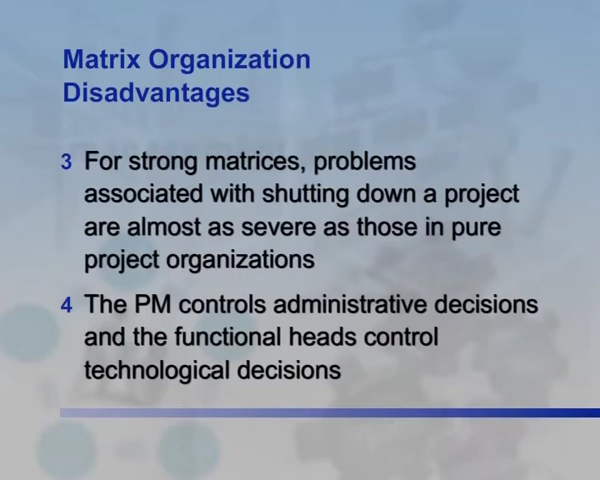 Matrix Organization
Disadvantages
3 For strong matrices, problems
associated with shutting down a project
are almost as severe as those in pure
project organizations
4 The PM controls administrative decisions
and the functional heads control
technological decisions